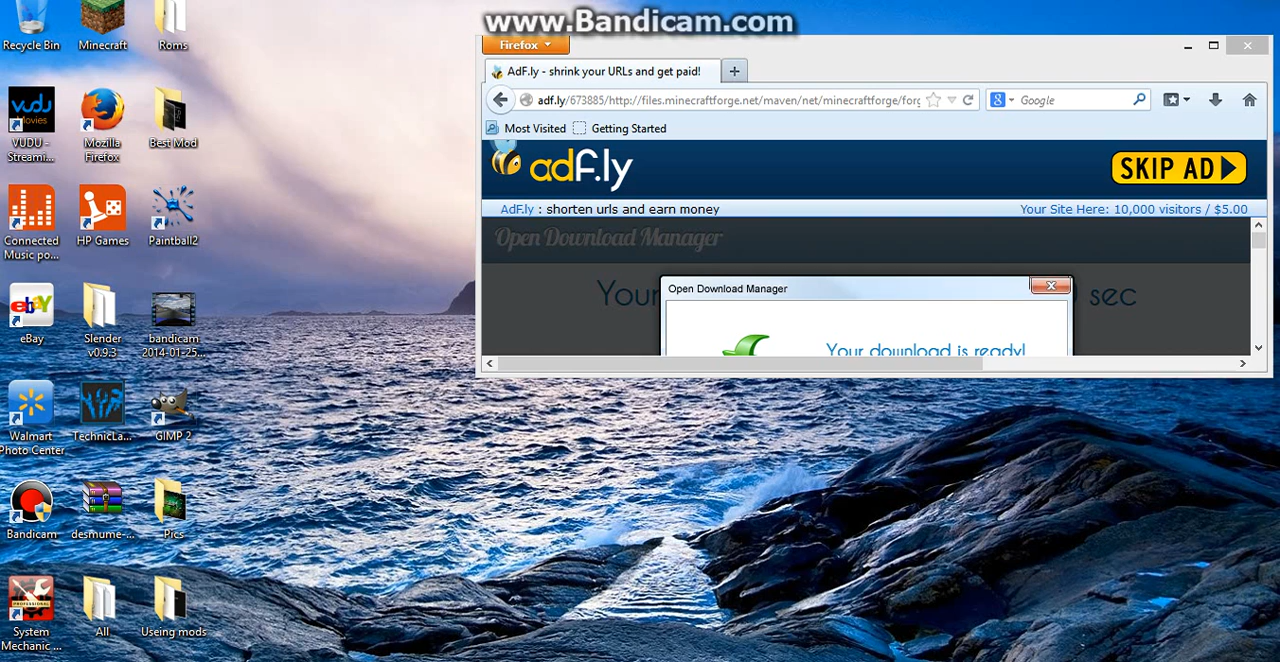 www.Bandicam.com
Recycle Bin
Minecraft
Roms
VUDU
Movies
VUDU -
Streami...
Mozilla
Firefox
Best Mod
Connected
Music po...
HP Games
Paintball2
ebay
eBay
Slender
v0.9.3
bandicam
2014-01-25...
Walmart
Photo Center
TechnicLa...
GIMP 2
Bandicam
desmume-...
Pics
PROFESSIONAL
System
Mechanic ...
All
Useing mods
Firefox
AdF.ly - shrink your URLs and get paid!
adf.ly/673885/http://files.minecraftforge.net/maven/net/minecraftforge/forg
Google
Most Visited
Getting Started
adf.ly
SKIP AD
AdF.ly : shorten urls and earn money
Your Site Here: 10,000 visitors / $5.00
Open Download Manager
Your
sec
Open Download Manager
Your download is ready!